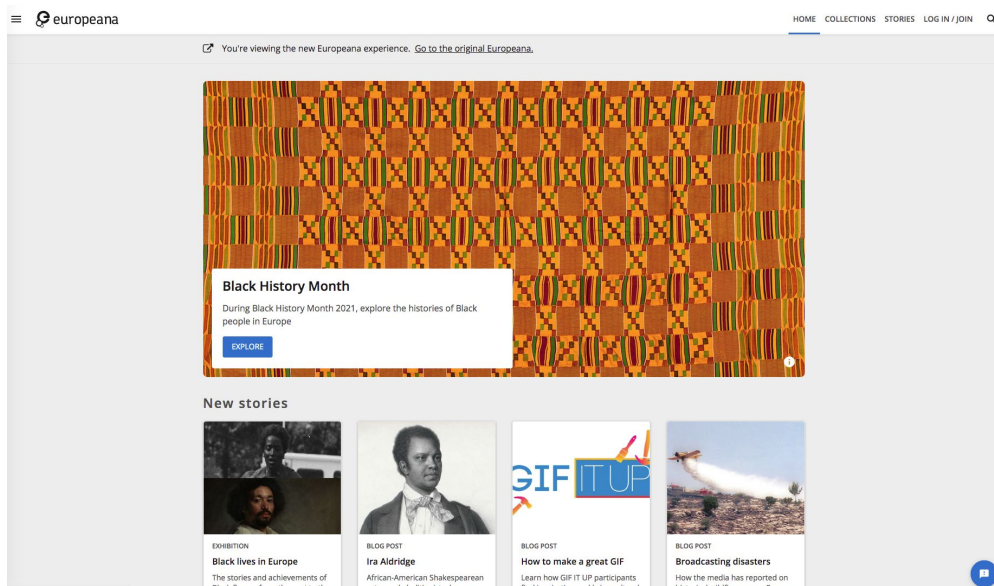 europeana
HOME COLLECTIONS STORIES LOG IN / JOIN
You're viewing the new Europeana experience. Go to the original Europeana.
Black History Month
During Black History Month 2021, explore the histories of Black
people in Europe
EXPLORE
New stories
GIF IT UP
EXHIBITION
Black lives in Europe
The stories and achievements of
BLOG POST
Ira Aldridge
African-American Shakespearean
BLOG POST
How to make a great GIF
Learn how GIF IT UP participants
BLOG POST
Broadcasting disasters
How the media has reported on